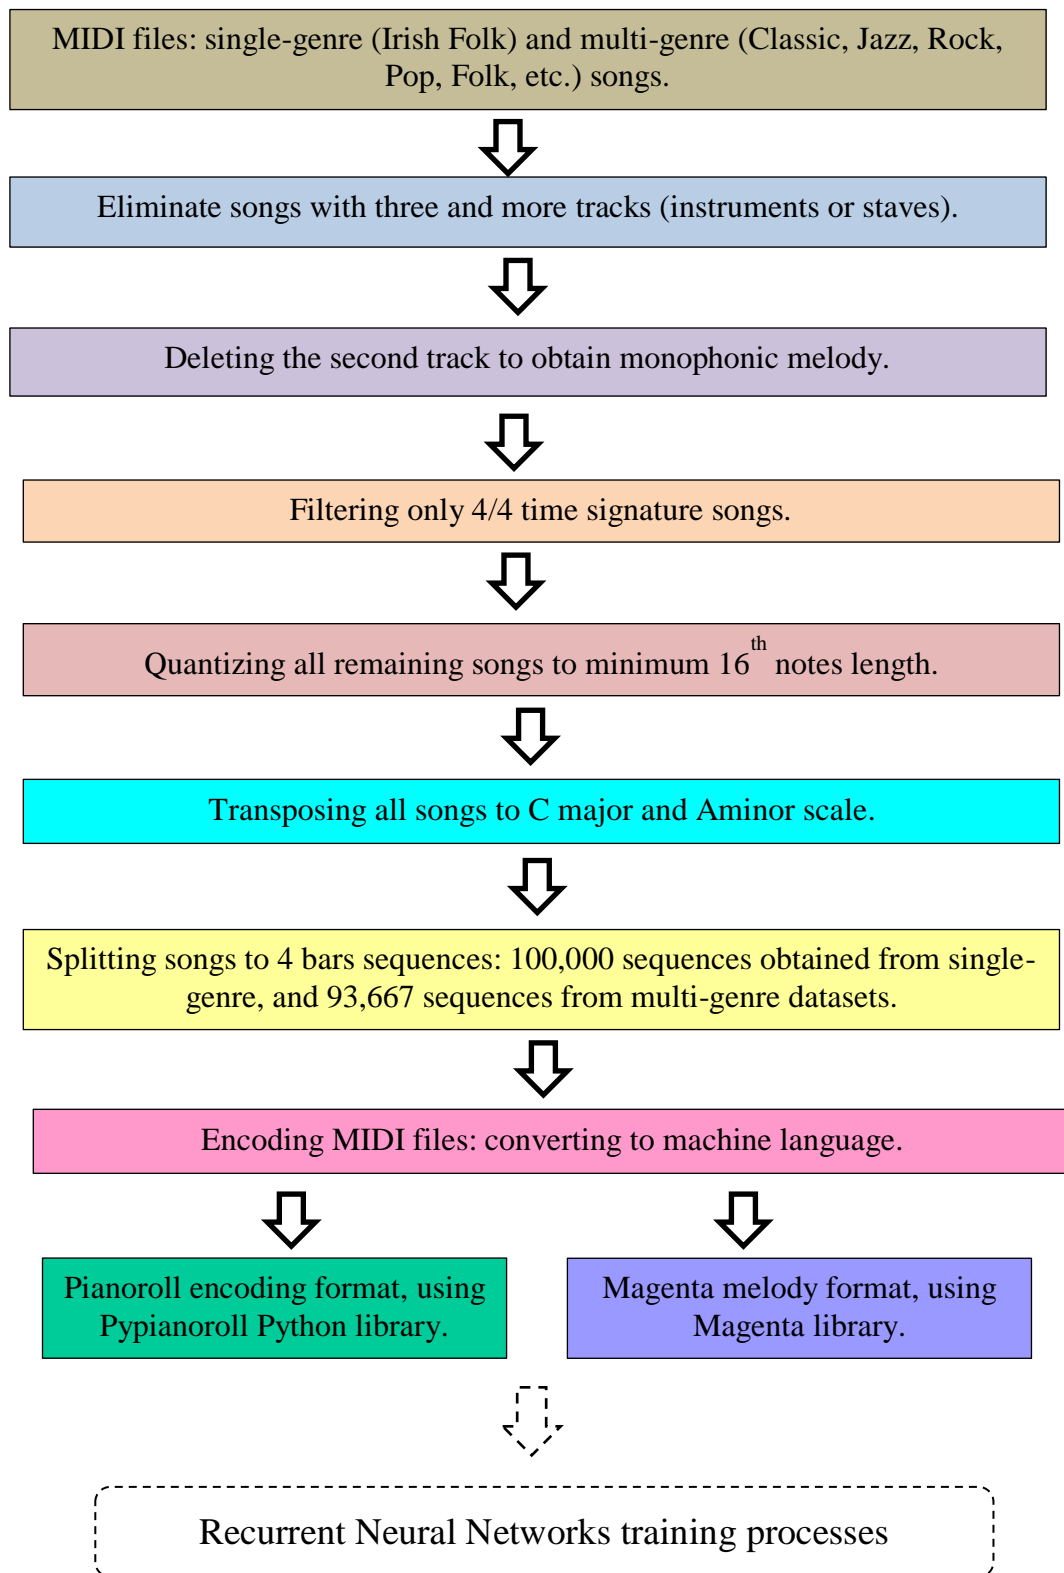 MIDI files: single-genre (Irish Folk) and multi-genre (Classic, Jazz, Rock,
Pop, Folk, etc.) songs.
Eliminate songs with three and more tracks (instruments or staves).
Deleting the second track to obtain monophonic melody.
Filtering only 4/4 time signature songs.
Quantizing all remaining songs to minimum 16th notes length.
Transposing all songs to C major and Aminor scale.
Splitting songs to 4 bars sequences: 100,000 sequences obtained from single-
genre, and 93,667 sequences from multi-genre datasets.
Encoding MIDI files: converting to machine language.
Pianoroll encoding format, using
Pypianoroll Python library.
Magenta melody format, using
Magenta library.
Recurrent Neural Networks training processes